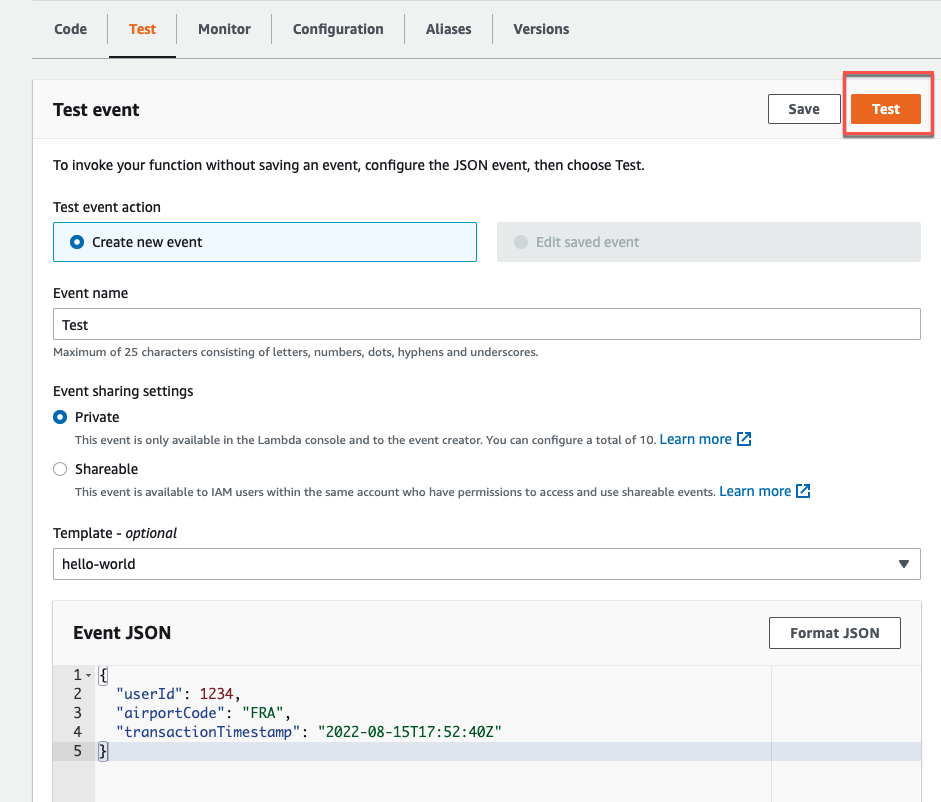 Code Test Monitor Configuration Aliases Versions
Test event Save Test
To invoke your function without saving an event, configure the JSON event, then choose Test.
Test event action
Create new event Edit saved event
Event name
Test
Maximum of 25 characters consisting of letters, numbers, dots, hyphens and underscores.
Event sharing settings
Private
This event is only available in the Lambda console and to the event creator. You can configure a total of 10. Learn more
Shareable
This event is available to IAM users within the same account who have permissions to access and use shareable events. Learn more
Template - optional
hello-world
Event JSON Format JSON
1 {
2 "userId": 1234,
3 "airportCode": "FRA",
4 "transactionTimestamp": "2022-08-15T17:52:40Z"
5 }